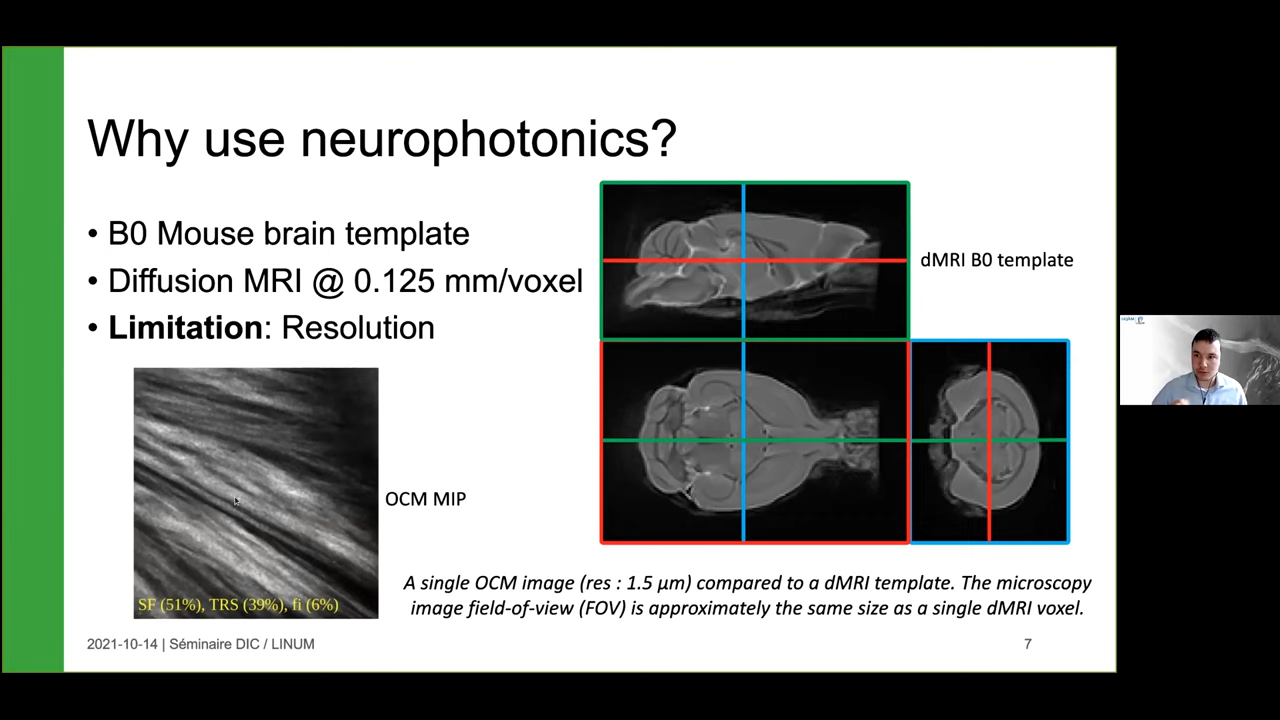 Why use neurophotonics?
• B0 Mouse brain template
• Diffusion MRI @ 0.125 mm/voxel
• Limitation: Resolution
dMRI B0 template
OCM MIP
SF (51%), TRS (39%), fi (6%)
A single OCM image (res : 1.5 µm) compared to a dMRI template. The microscopy
image field-of-view (FOV) is approximately the same size as a single dMRI voxel.
2021-10-14 | Séminaire DIC / LINUM
7